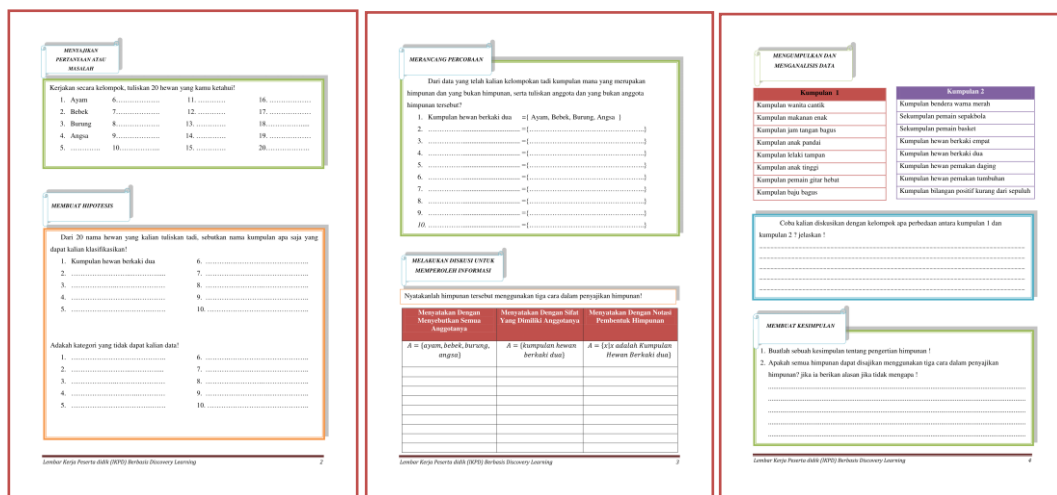 MENYAJIKAN
PERTANYAAN ATAU
MASALAH
Kerjakan secara kelompok, tuliskan 20 hewan yang kamu ketahui!
1. Ayam 6.................. 11. ............. 16. ...................
2. Bebek 7.................. 12. ............. 17...................
3. Burung 8.................. 13. ............. 18...................
4. Angsa 9.................. 14. ............. 19. ...................
5. ............. 10.................. 15. ............. 20...................
MEMBUAT HIPOTESIS
Dari 20 nama hewan yang kalian tuliskan tadi, sebutkan nama kumpulan apa saja yang
dapat kalian klasifikasikan!
1. Kumpulan hewan berkaki dua 6. ........................................
2. ........................................ 7. ........................................
3. ........................................ 8. ........................................
4. ........................................ 9. ........................................
5. ........................................ 10. ........................................
Adakah kategori yang tidak dapat kalian data!
1. ........................................ 6. ........................................
2. ........................................ 7. ........................................
3. ........................................ 8. ........................................
4. ........................................ 9. ........................................
5. ........................................ 10. ........................................
Lembar Kerja Peserta didik (lKPD) Berbasis Discovery Learning 2
MERANCANG PERCOBAAN
Dari data yang telah kalian kelompokan tadi kumpulan mana yang merupakan
himpunan dan yang bukan himpunan, serta tuliskan anggota dan yang bukan anggota
himpunan tersebut?
1. Kumpulan hewan berkaki dua ={ Ayam, Bebek, Burung, Angsa }
2. ........................................ ={........................................}
3. ........................................ ={........................................}
4. ........................................ ={........................................}
5. ........................................ ={........................................}
6. ........................................ ={........................................}
7. ........................................ ={........................................}
8. ........................................ ={........................................}
9. ........................................ ={........................................}
10. ........................................ ={........................................}
MELAKUKAN DISKUSI UNTUK
MEMPEROLEH INFORMASI
Nyatakanlah himpunan tersebut menggunakan tiga cara dalam penyajikan himpunan!
Menyatakan Dengan Menyebutkan Semua Anggotanya
Menyatakan Dengan Sifat Yang Dimiliki Anggotanya
Menyatakan Dengan Notasi Pembentuk Himpunan
A = {ayam, bebek, burung, angsa}
A = {kumpulan hewan berkaki dua}
A = {x|x adalah Kumpulan Hewan Berkaki dua}
Lembar Kerja Peserta didik (lKPD) Berbasis Discovery Learning 3
MENGUMPULKAN DAN
MENGANALISIS DATA
Kumpulan 1
Kumpulan wanita cantik
Kumpulan makanan enak
Kumpulan jam tangan bagus
Kumpulan anak pandai
Kumpulan lelaki tampan
Kumpulan anak tinggi
Kumpulan pemain gitar hebat
Kumpulan baju bagus
Kumpulan 2
Kumpulan bendera warna merah
Sekumpulan pemain sepakbola
Sekumpulan pemain basket
Kumpulan hewan berkaki empat
Kumpulan hewan berkaki dua
Kumpulan hewan pemakan daging
Kumpulan hewan pemakan tumbuhan
Kumpulan bilangan positif kurang dari sepuluh
Coba kalian diskusikan dengan kelompok apa perbedaan antara kumpulan 1 dan
kumpulan 2 ? jelaskan !
MEMBUAT KESIMPULAN
1. Buatlah sebuah kesimpulan tentang pengertian himpunan !
2. Apakah semua himpunan dapat disajikan menggunakan tiga cara dalam penyajikan
himpunan? jika ia berikan alasan jika tidak mengapa !
Lembar Kerja Peserta didik (lKPD) Berbasis Discovery Learning 4